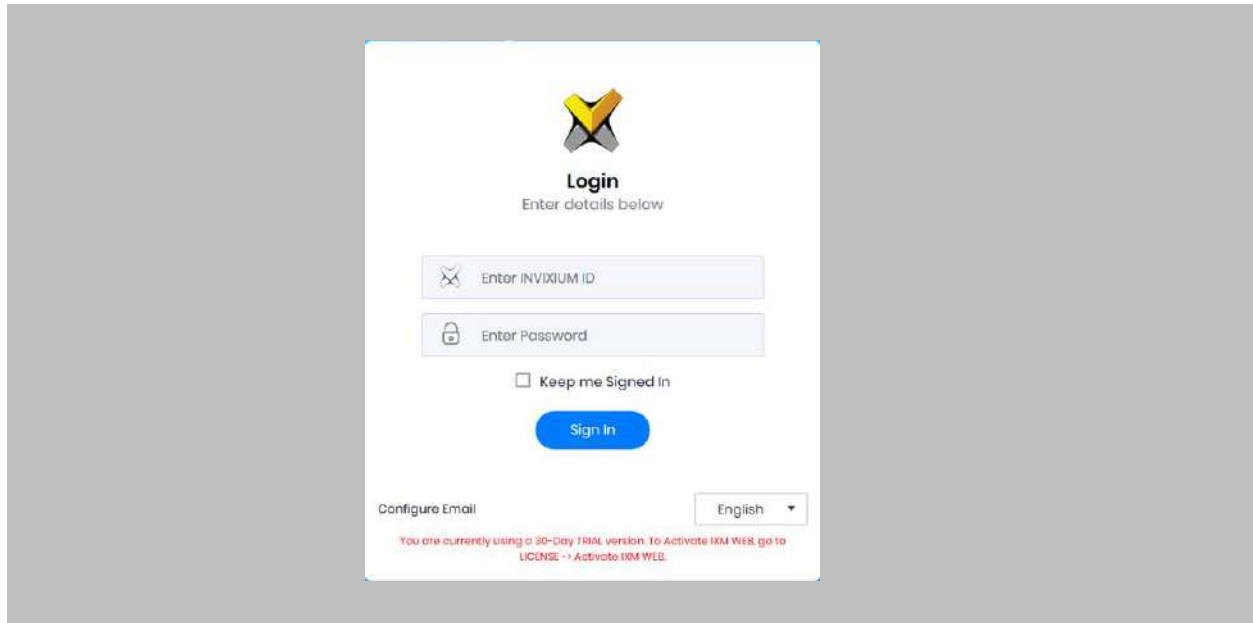 Login
Enter details below
Enter INVIXIUM ID
Enter Password
Keep me Signed In
Sign In
Configure Email
English
You are currently using a 30-Day TRIAL version. To Activate IXM WEB, go to
LICENSE -> Activate IXM WEB.